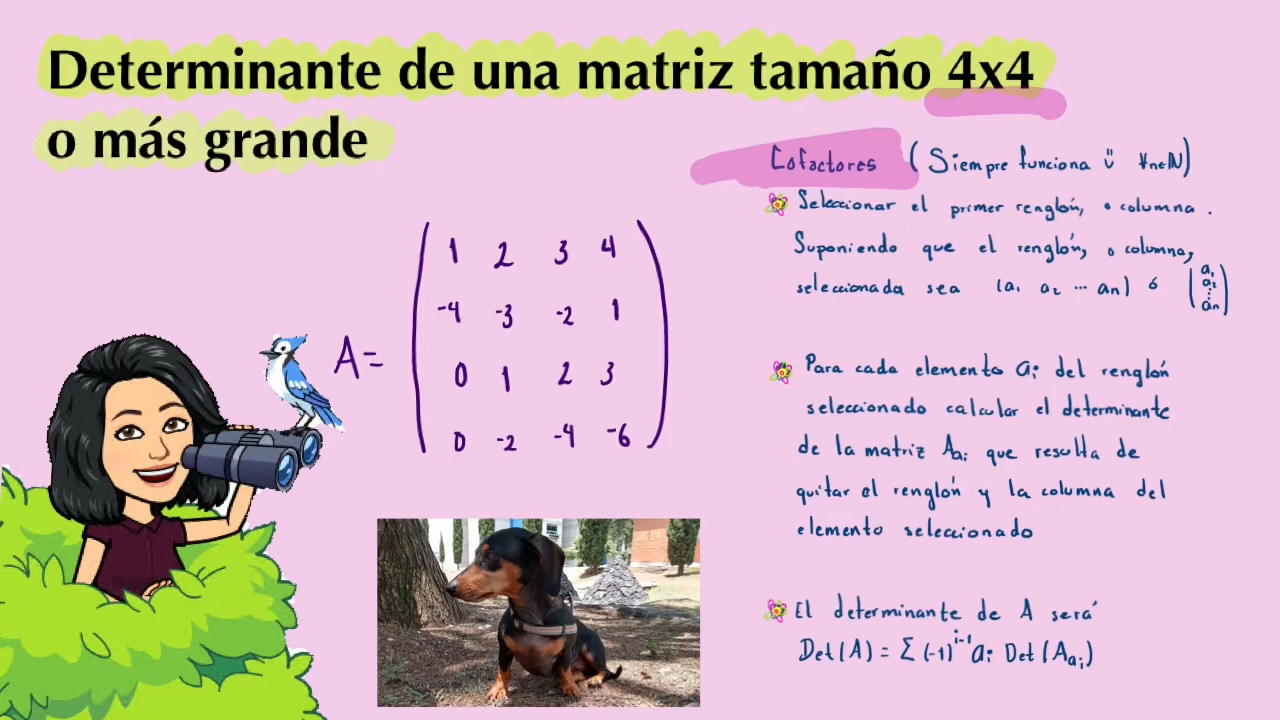 Determinante de una matriz tamaño 4x4
o más grande
Cofactores (Siempre funciona ü ∀n∈ℕ)
Seleccionar el primer renglón, o columna.
Suponiendo que el renglón, o columna,
seleccionada sea (a₁ a₂ ... aₙ) ó (a₁ a₂ ⋮ aₙ)
A= ( 1 2 3 4
-4 -3 -2 1
0 1 2 3
0 -2 -4 -6 )
Para cada elemento aᵢ del renglón
seleccionado calcular el determinante
de la matriz Aaᵢ que resulta de
quitar el renglón y la columna del
elemento seleccionado
El determinante de A será
Det(A) = Σ (-1)^i-1 aᵢ Det(Aaᵢ)